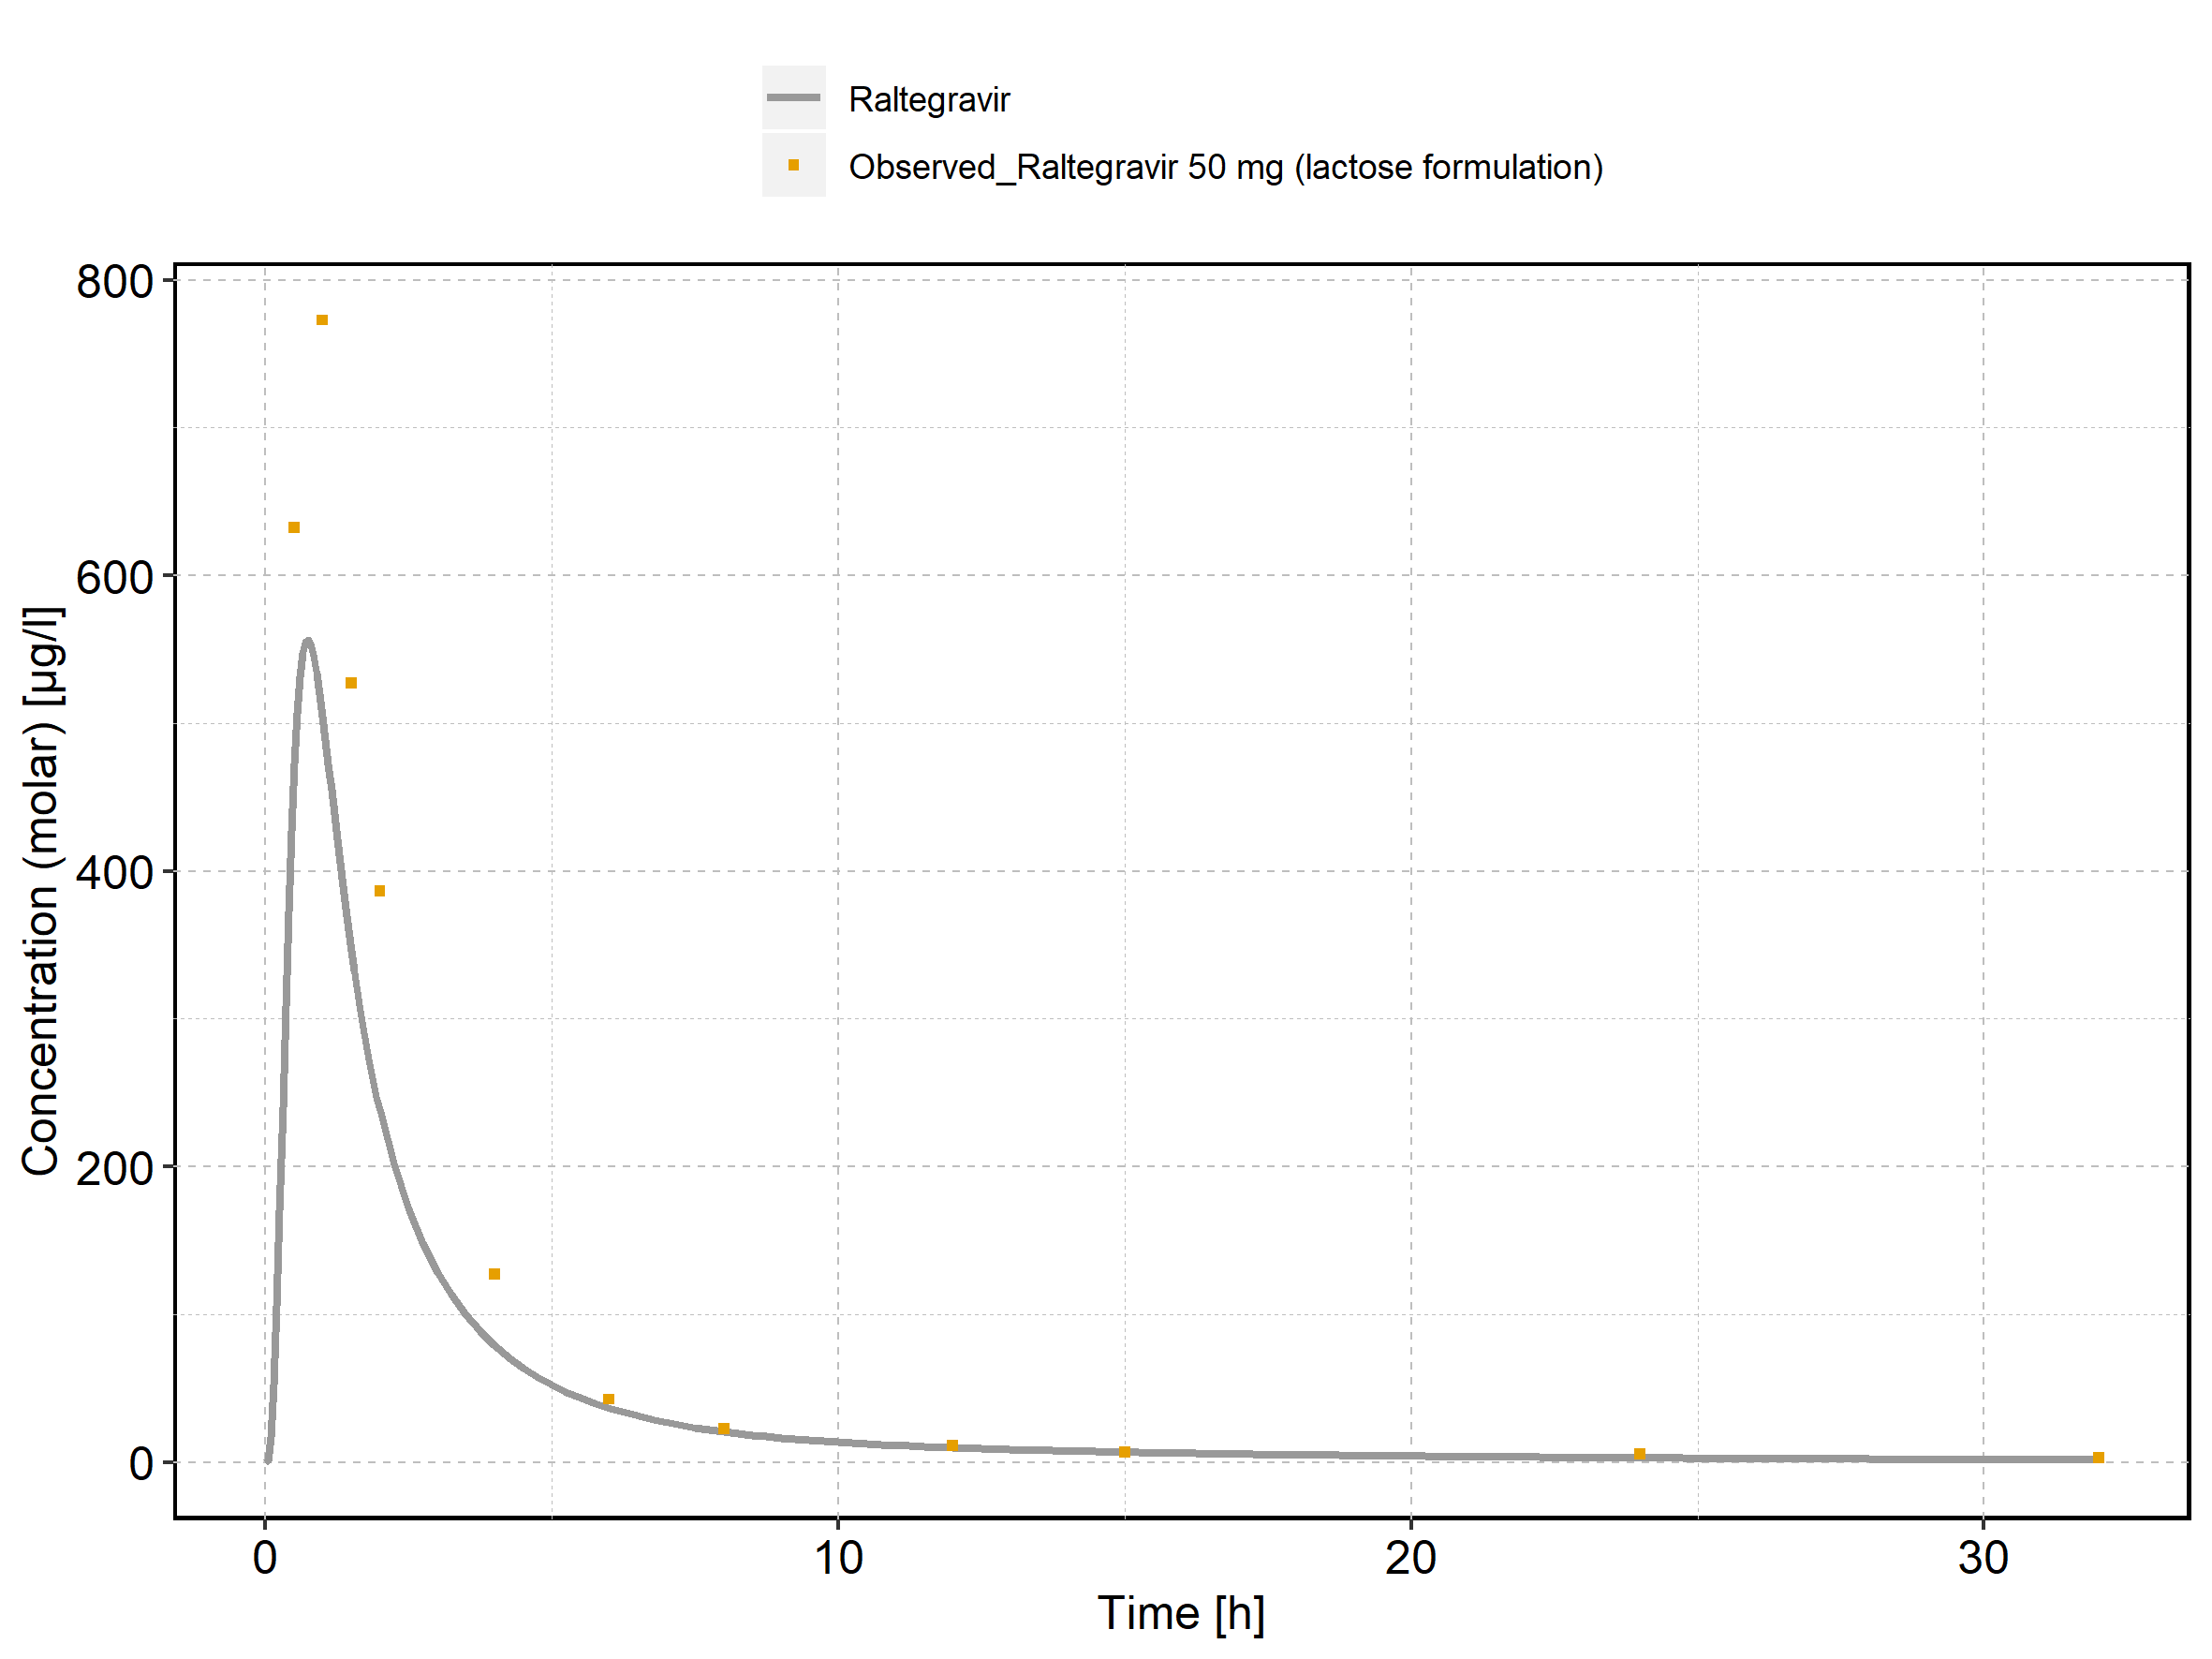 Raltegravir
Observed_Raltegravir 50 mg (lactose formulation)
Concentration (molar) [µg/l]
800
600
400
200
0
0 10 20 30
Time [h]